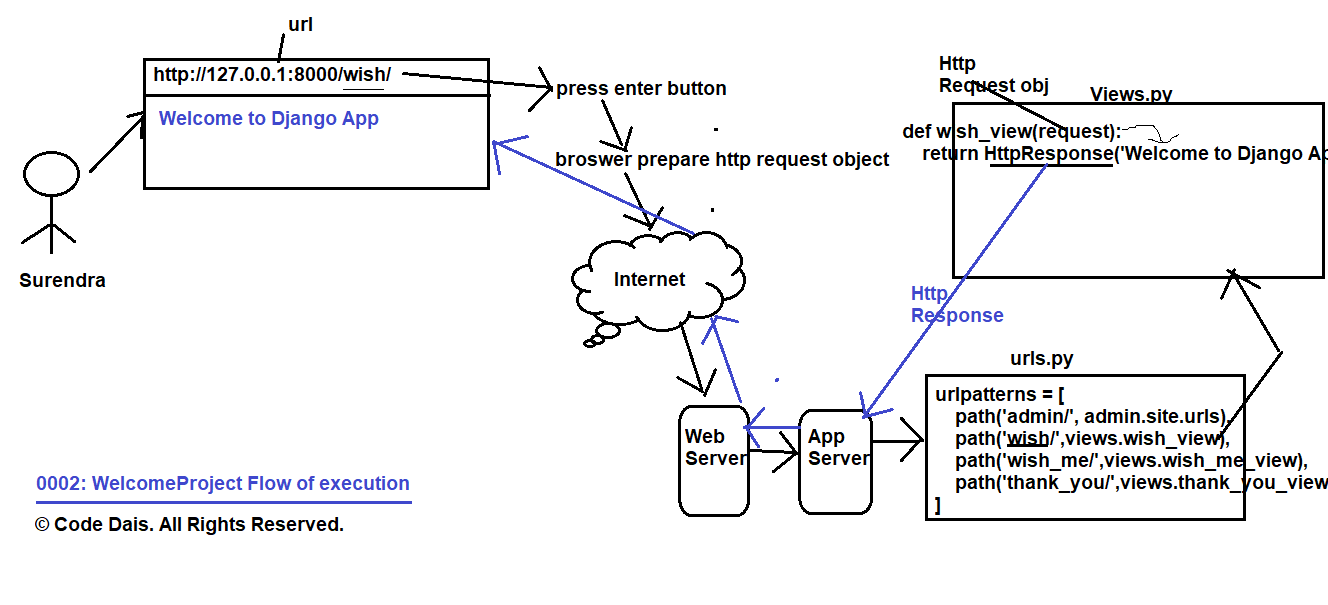 url
http://127.0.0.1:8000/wish/
Welcome to Django App
press enter button
broswer prepare http request object
Internet
Surendra
Http
Request obj
Views.py
def wish_view(request):
return HttpResponse('Welcome to Django
Http
Response
urls.py
urlpatterns = [
path('admin/', admin.site.urls),
path('wish/',views.wish_view),
path('wish_me/',views.wish_me_view),
path('thank_you/',views.thank_you_view
]
Web
Server
App
Server
0002: WelcomeProject Flow of execution
© Code Dais. All Rights Reserved.